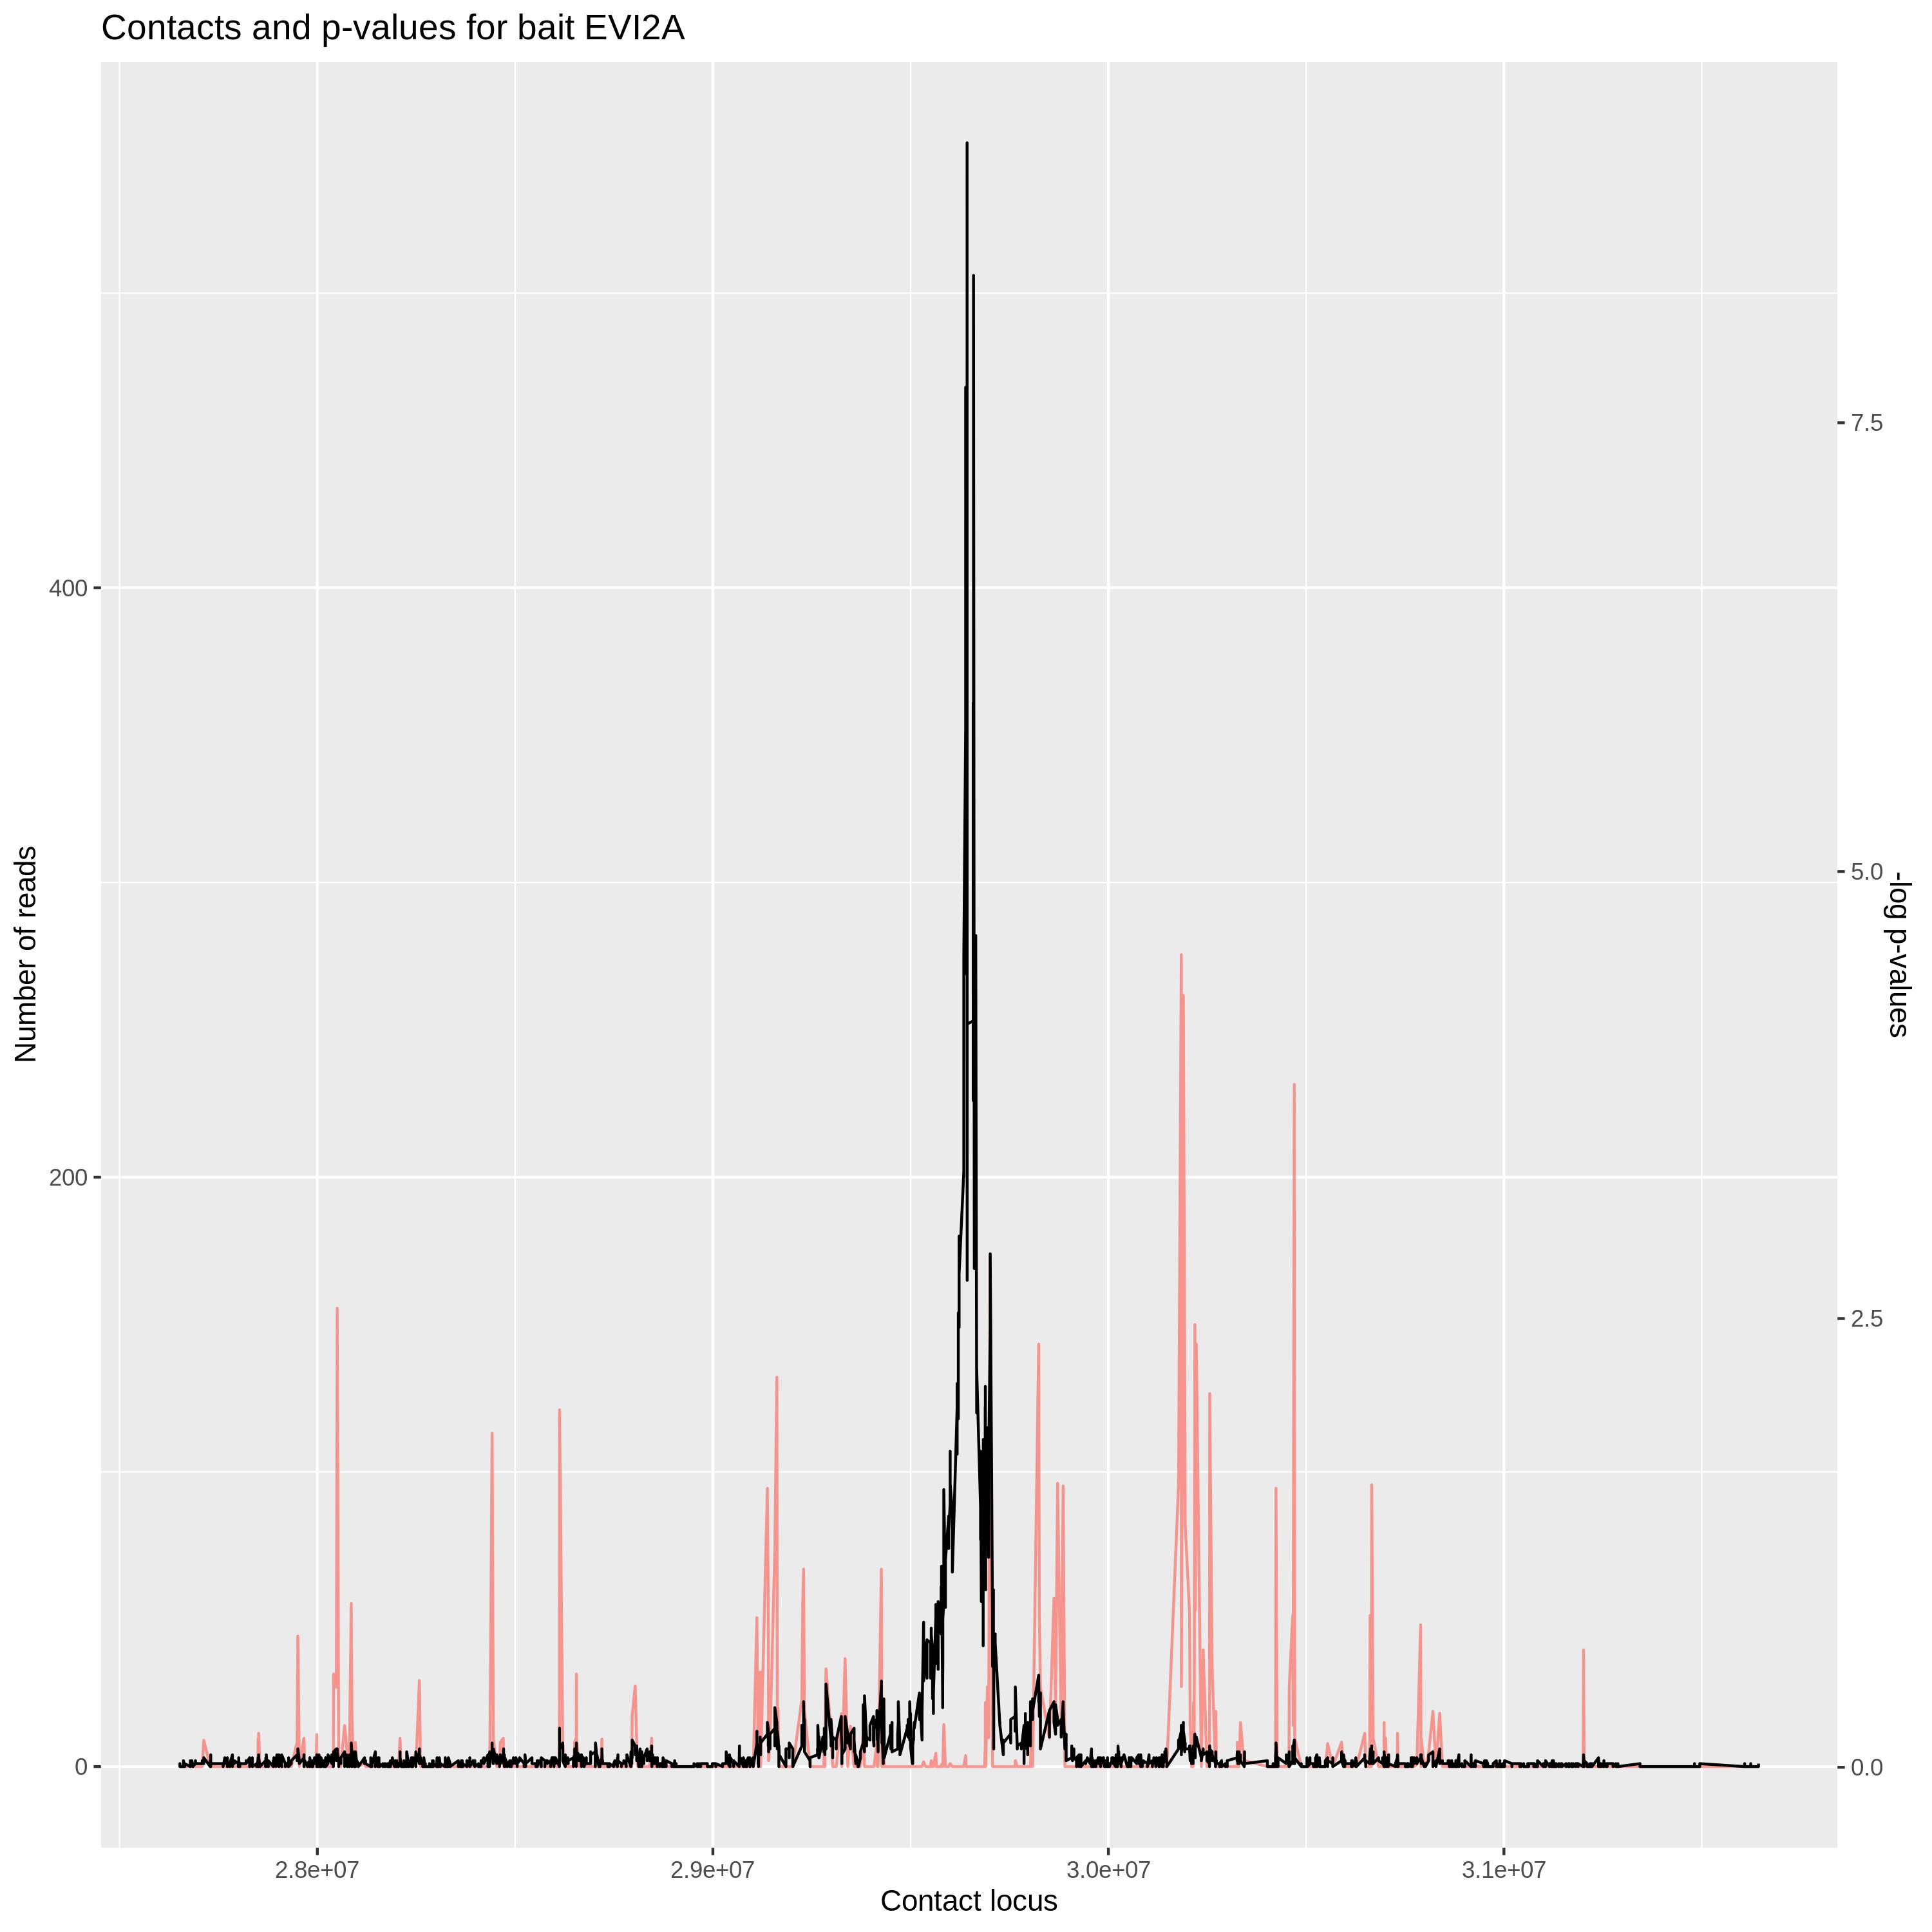 Contacts and p-values for bait EVI2A
Number of reads
400
200
0
7.5
5.0
2.5
0.0
-log p-values
2.8e+07
2.9e+07
3.0e+07
3.1e+07
Contact locus